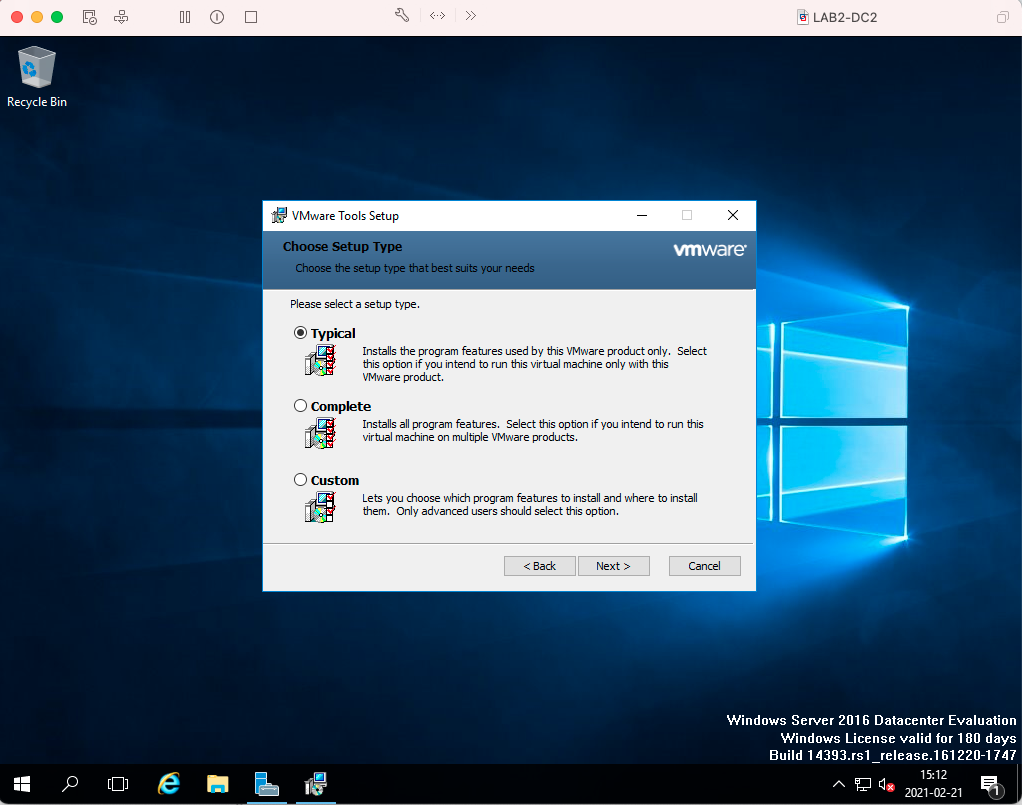 LAB2-DC2
Recycle Bin
VMware Tools Setup
Choose Setup Type
vmware
Choose the setup type that best suits your needs
Please select a setup type.
Typical
Installs the program features used by this VMware product only. Select
this option if you intend to run this virtual machine only with this
VMware product.
Complete
Installs all program features. Select this option if you intend to run this
virtual machine on multiple VMware products.
Custom
Lets you choose which program features to install and where to install
them. Only advanced users should select this option.
< Back Next > Cancel
Windows Server 2016 Datacenter Evaluation
Windows License valid for 180 days
Build 14393.rs1_release.161220-1747
15:12
2021-02-21
1